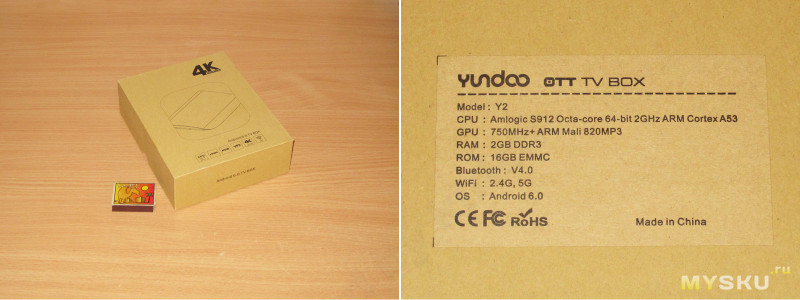 4K
YUNDOO OTT TV BOX
Model : Y2
CPU : Amlogic S912 Octa-core 64-bit 2GHz ARM Cortex A53
GPU : 750MHz+ ARM Mali 820MP3
RAM : 2GB DDR3
ROM : 16GB EMMC
Bluetooth : V4.0
WiFi : 2.4G, 5G
OS : Android 6.0
CE FC RoHS
Made in China
MYSKU.ru